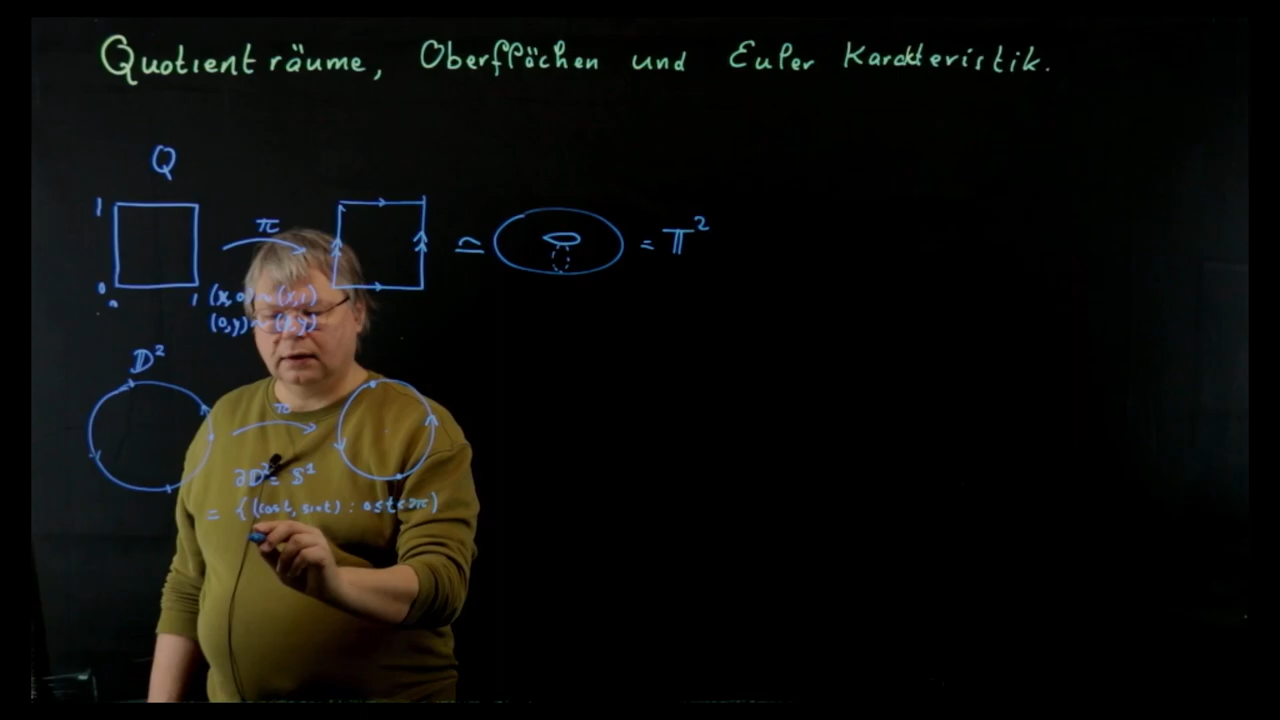 Quotienträume, Oberflächen und Euler Karakteristik.
Q
1
π
≃ = 𝕋²
0
0 1 (x,0) ~ (x,1)
(0,y) ~ (1,y)
𝔻²
π
∂𝔻² = 𝕊¹
= {(cos t, sin t) : 0 ≤ t < 2π}